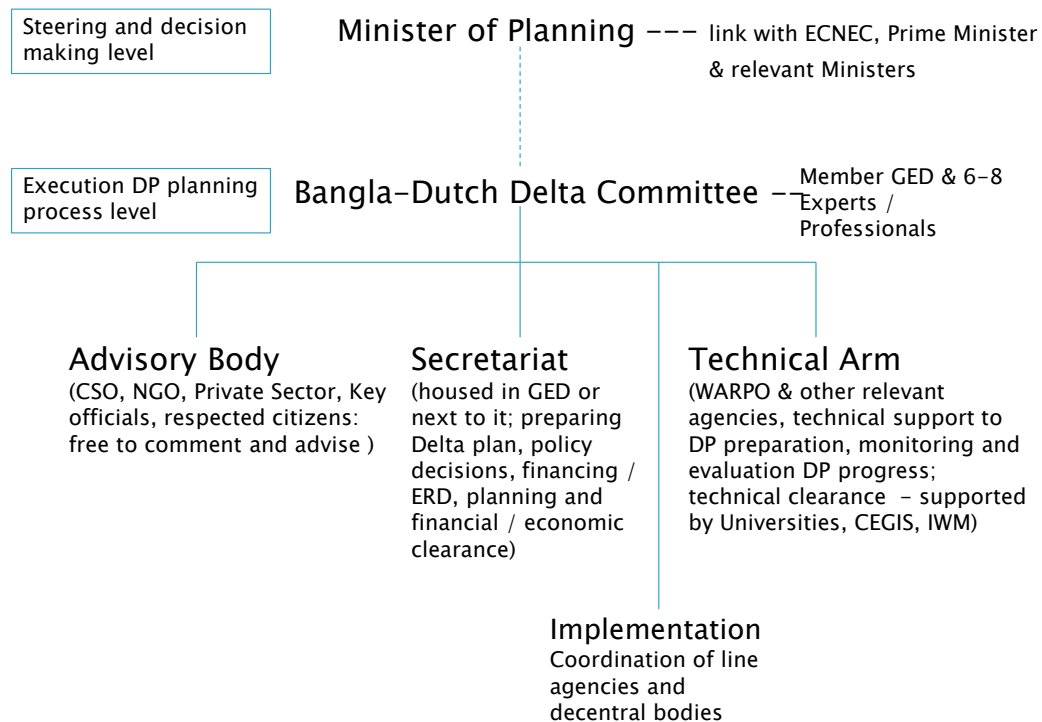 Steering and decision
making level
Minister of Planning --- link with ECNEC, Prime Minister
& relevant Ministers
Execution DP planning
process level
Bangla-Dutch Delta Committee --
Member GED & 6-8
Experts /
Professionals
Advisory Body
(CSO, NGO, Private Sector, Key
officials, respected citizens:
free to comment and advise )
Secretariat
(housed in GED or
next to it; preparing
Delta plan, policy
decisions, financing /
ERD, planning and
financial / economic
clearance)
Technical Arm
(WARPO & other relevant
agencies, technical support to
DP preparation, monitoring and
evaluation DP progress;
technical clearance - supported
by Universities, CEGIS, IWM)
Implementation
Coordination of line
agencies and
decentral bodies